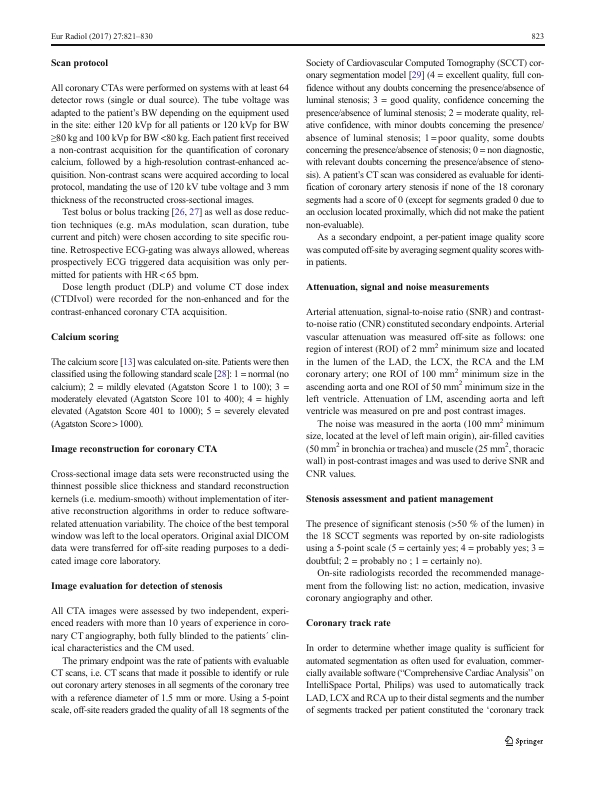 Eur Radiol (2017) 27:821–830
823
Scan protocol
All coronary CTAs were performed on systems with at least 64
detector rows (single or dual source). The tube voltage was
adapted to the patient's BW depending on the equipment used
in the site: either 120 kVp for all patients or 120 kVp for BW
≥80 kg and 100 kVp for BW <80 kg. Each patient first received
a non-contrast acquisition for the quantification of coronary
calcium, followed by a high-resolution contrast-enhanced ac-
quisition. Non-contrast scans were acquired according to local
protocol, mandating the use of 120 kV tube voltage and 3 mm
thickness of the reconstructed cross-sectional images.
Test bolus or bolus tracking [26, 27] as well as dose reduc-
tion techniques (e.g. mAs modulation, scan duration, tube
current and pitch) were chosen according to site specific rou-
tine. Retrospective ECG-gating was always allowed, whereas
prospectively ECG triggered data acquisition was only per-
mitted for patients with HR < 65 bpm.
Dose length product (DLP) and volume CT dose index
(CTDIvol) were recorded for the non-enhanced and for the
contrast-enhanced coronary CTA acquisition.
Calcium scoring
The calcium score [13] was calculated on-site. Patients were then
classified using the following standard scale [28]: 1 = normal (no
calcium); 2 = mildly elevated (Agatston Score 1 to 100); 3 =
moderately elevated (Agatston Score 101 to 400); 4 = highly
elevated (Agatston Score 401 to 1000); 5 = severely elevated
(Agatston Score > 1000).
Image reconstruction for coronary CTA
Cross-sectional image data sets were reconstructed using the
thinnest possible slice thickness and standard reconstruction
kernels (i.e. medium-smooth) without implementation of iter-
ative reconstruction algorithms in order to reduce software-
related attenuation variability. The choice of the best temporal
window was left to the local operators. Original axial DICOM
data were transferred for off-site reading purposes to a dedi-
cated image core laboratory.
Image evaluation for detection of stenosis
All CTA images were assessed by two independent, experi-
enced readers with more than 10 years of experience in coro-
nary CT angiography, both fully blinded to the patients´ clin-
ical characteristics and the CM used.
The primary endpoint was the rate of patients with evaluable
CT scans, i.e. CT scans that made it possible to identify or rule
out coronary artery stenoses in all segments of the coronary tree
with a reference diameter of 1.5 mm or more. Using a 5-point
scale, off-site readers graded the quality of all 18 segments of the
Society of Cardiovascular Computed Tomography (SCCT) cor-
onary segmentation model [29] (4 = excellent quality, full con-
fidence without any doubts concerning the presence/absence of
luminal stenosis; 3 = good quality, confidence concerning the
presence/absence of luminal stenosis; 2 = moderate quality, rel-
ative confidence, with minor doubts concerning the presence/
absence of luminal stenosis; 1 = poor quality, some doubts
concerning the presence/absence of stenosis; 0 = non diagnostic,
with relevant doubts concerning the presence/absence of steno-
sis). A patient's CT scan was considered as evaluable for identi-
fication of coronary artery stenosis if none of the 18 coronary
segments had a score of 0 (except for segments graded 0 due to
an occlusion located proximally, which did not make the patient
non-evaluable).
As a secondary endpoint, a per-patient image quality score
was computed off-site by averaging segment quality scores with-
in patients.
Attenuation, signal and noise measurements
Arterial attenuation, signal-to-noise ratio (SNR) and contrast-
to-noise ratio (CNR) constituted secondary endpoints. Arterial
vascular attenuation was measured off-site as follows: one
region of interest (ROI) of 2 mm² minimum size and located
in the lumen of the LAD, the LCX, the RCA and the LM
coronary artery; one ROI of 100 mm² minimum size in the
ascending aorta and one ROI of 50 mm² minimum size in the
left ventricle. Attenuation of LM, ascending aorta and left
ventricle was measured on pre and post contrast images.
The noise was measured in the aorta (100 mm² minimum
size, located at the level of left main origin), air-filled cavities
(50 mm² in bronchia or trachea) and muscle (25 mm², thoracic
wall) in post-contrast images and was used to derive SNR and
CNR values.
Stenosis assessment and patient management
The presence of significant stenosis (>50 % of the lumen) in
the 18 SCCT segments was reported by on-site radiologists
using a 5-point scale (5 = certainly yes; 4 = probably yes; 3 =
doubtful; 2 = probably no ; 1 = certainly no).
On-site radiologists recorded the recommended manage-
ment from the following list: no action, medication, invasive
coronary angiography and other.
Coronary track rate
In order to determine whether image quality is sufficient for
automated segmentation as often used for evaluation, commer-
cially available software ("Comprehensive Cardiac Analysis" on
IntelliSpace Portal, Philips) was used to automatically track
LAD, LCX and RCA up to their distal segments and the number
of segments tracked per patient constituted the 'coronary track
Springer